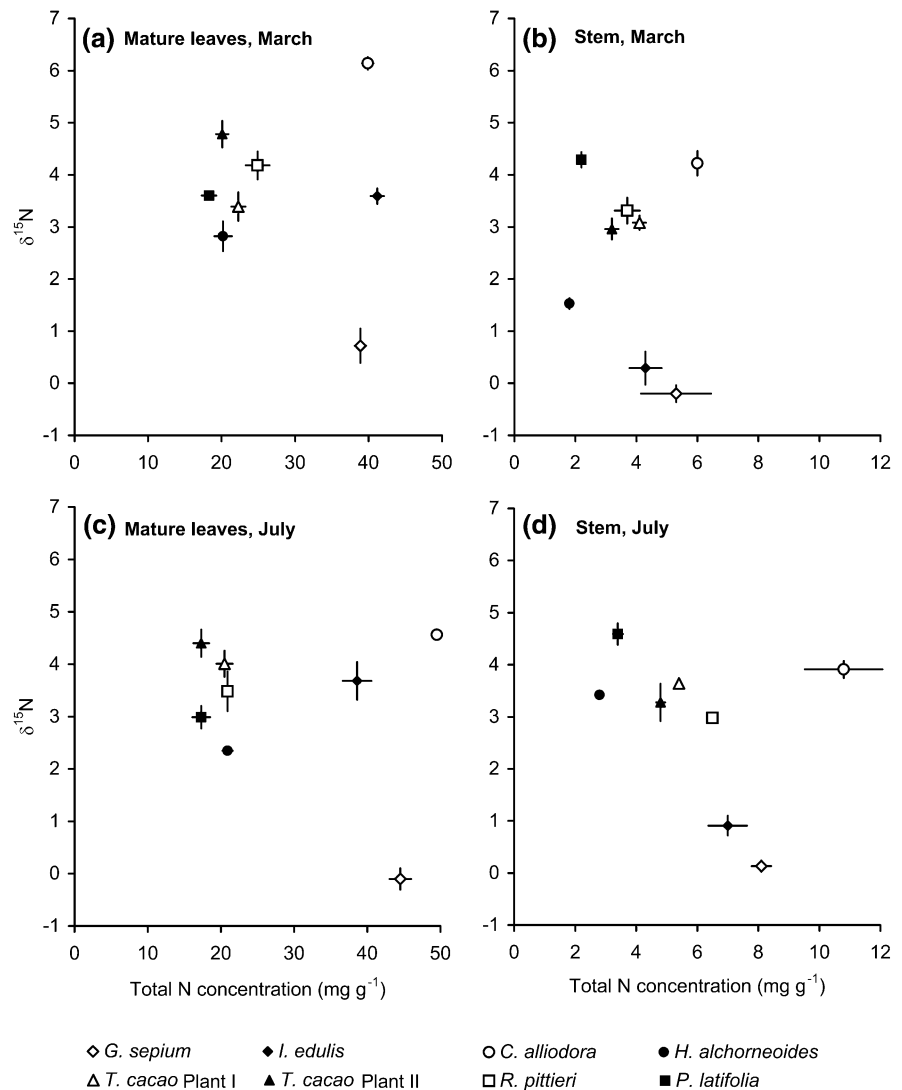 (a) Mature leaves, March
(b) Stem, March
7
6
5
4
3
2
1
0
-1
δ15N
0 10 20 30 40 50
7
6
5
4
3
2
1
0
-1
0 2 4 6 8 10 12
(c) Mature leaves, July
(d) Stem, July
7
6
5
4
3
2
1
0
-1
δ15N
0 10 20 30 40 50
Total N concentration (mg g-1)
7
6
5
4
3
2
1
0
-1
0 2 4 6 8 10 12
Total N concentration (mg g-1)
G. sepium I. edulis C. alliodora H. alchorneoides
T. cacao Plant I T. cacao Plant II R. pittieri P. latifolia